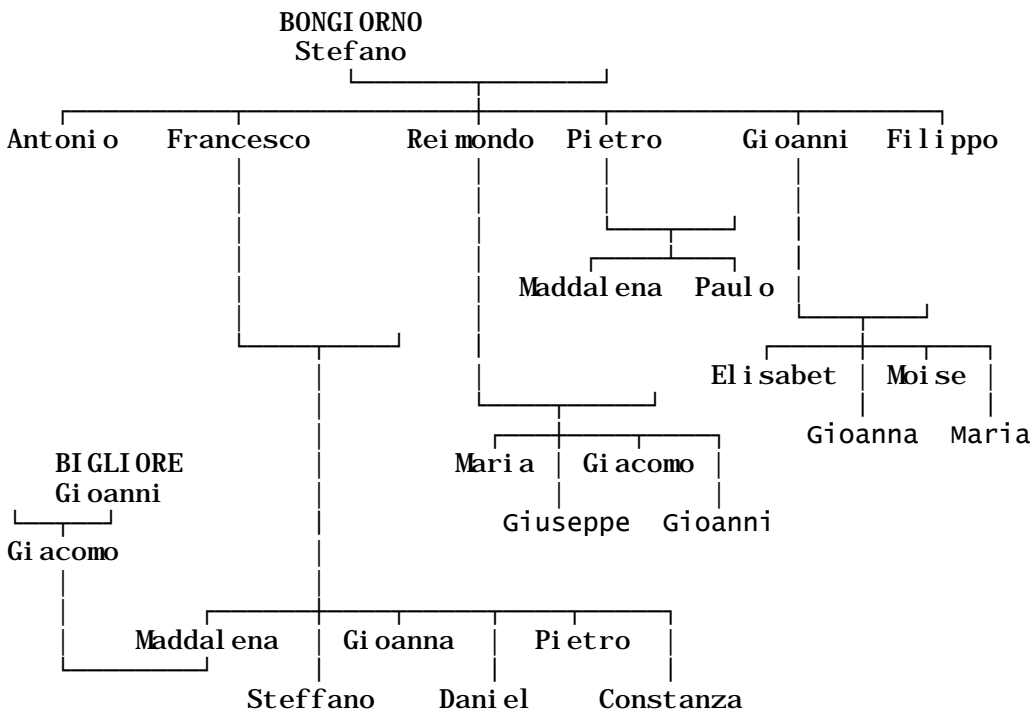 BONGIORNO
Stefano
Antonio Francesco Reimondo Pietro Gioanni Filippo
Maddalena Paulo
Elisabet Moise
Gioanna Maria
BIGLIORE Maria Giacomo
Gioanni
Giuseppe Gioanni
Giacomo
Maddalena Gioanna Pietro
Steffano Daniel Constanza